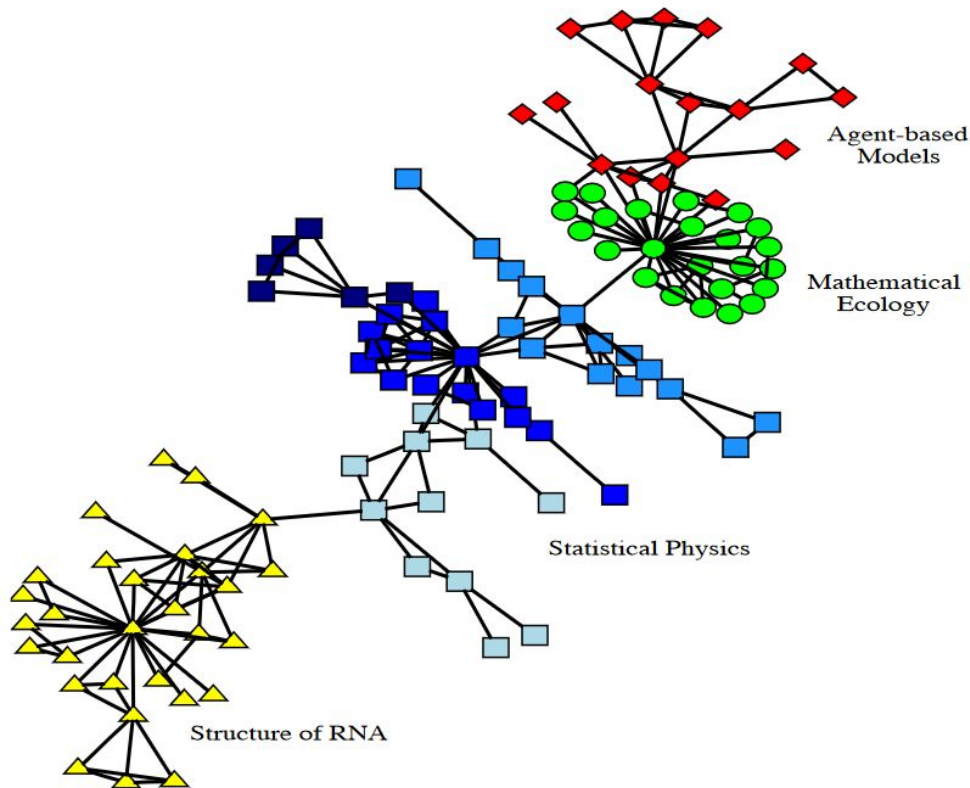 Agent-based
Models
Mathematical
Ecology
Statistical Physics
Structure of RNA